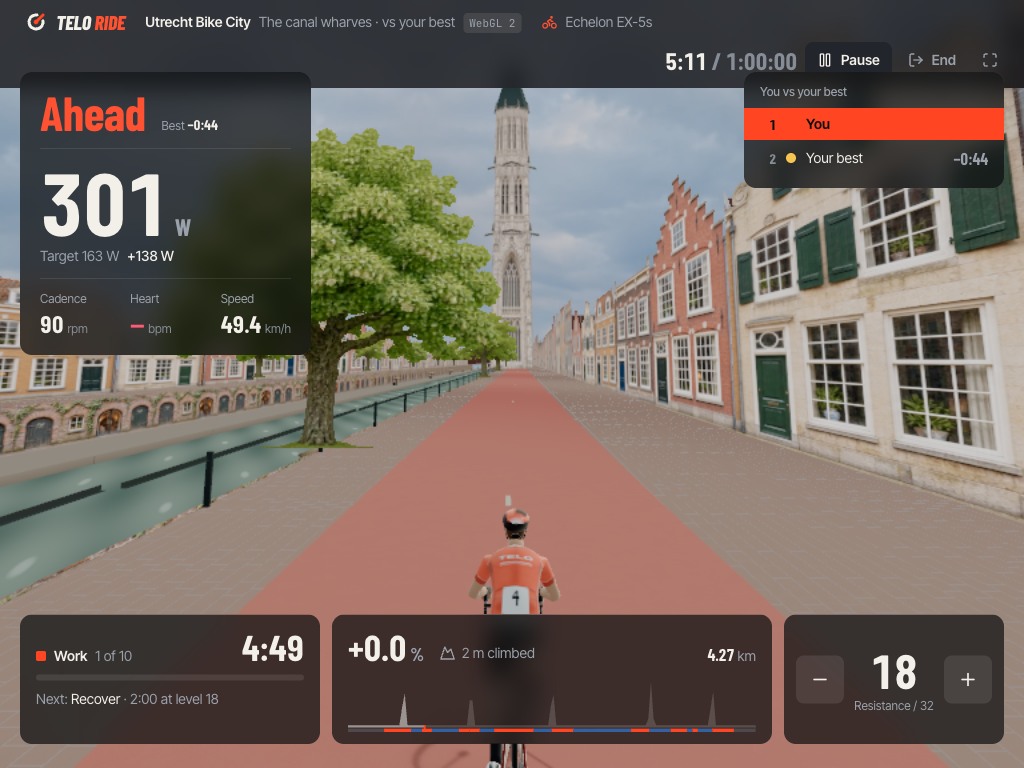 TELO RIDE
Utrecht Bike City The canal wharves · vs your best WebGL 2 Echelon EX-5s
5:11 / 1:00:00 Pause End
Ahead Best −0:44
301 W
Target 163 W +138 W
Cadence Heart Speed
90 rpm — bpm 49.4 km/h
You vs your best
1 You
2 Your best −0:44
TELO
4
Work 1 of 10 4:49
Next: Recover · 2:00 at level 18
+0.0 % 2 m climbed 4.27 km
− 18 +
Resistance / 32